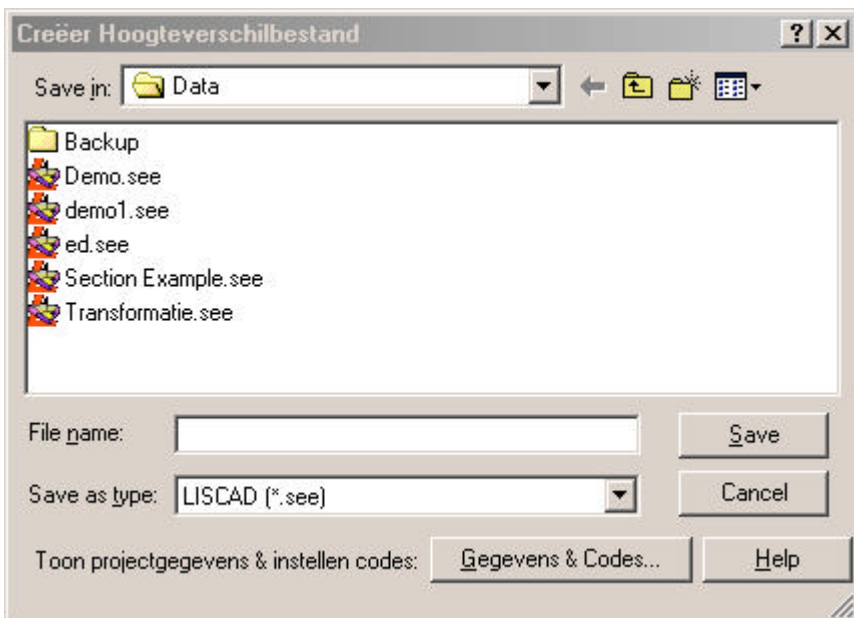 Creëer Hoogteverschilbestand
Save in: Data
Backup
Demo.see
demo1.see
ed.see
Section Example.see
Transformatie.see
File name:
Save
Save as type: LISCAD (*.see)
Cancel
Toon projectgegevens & instellen codes: Gegevens & Codes... Help